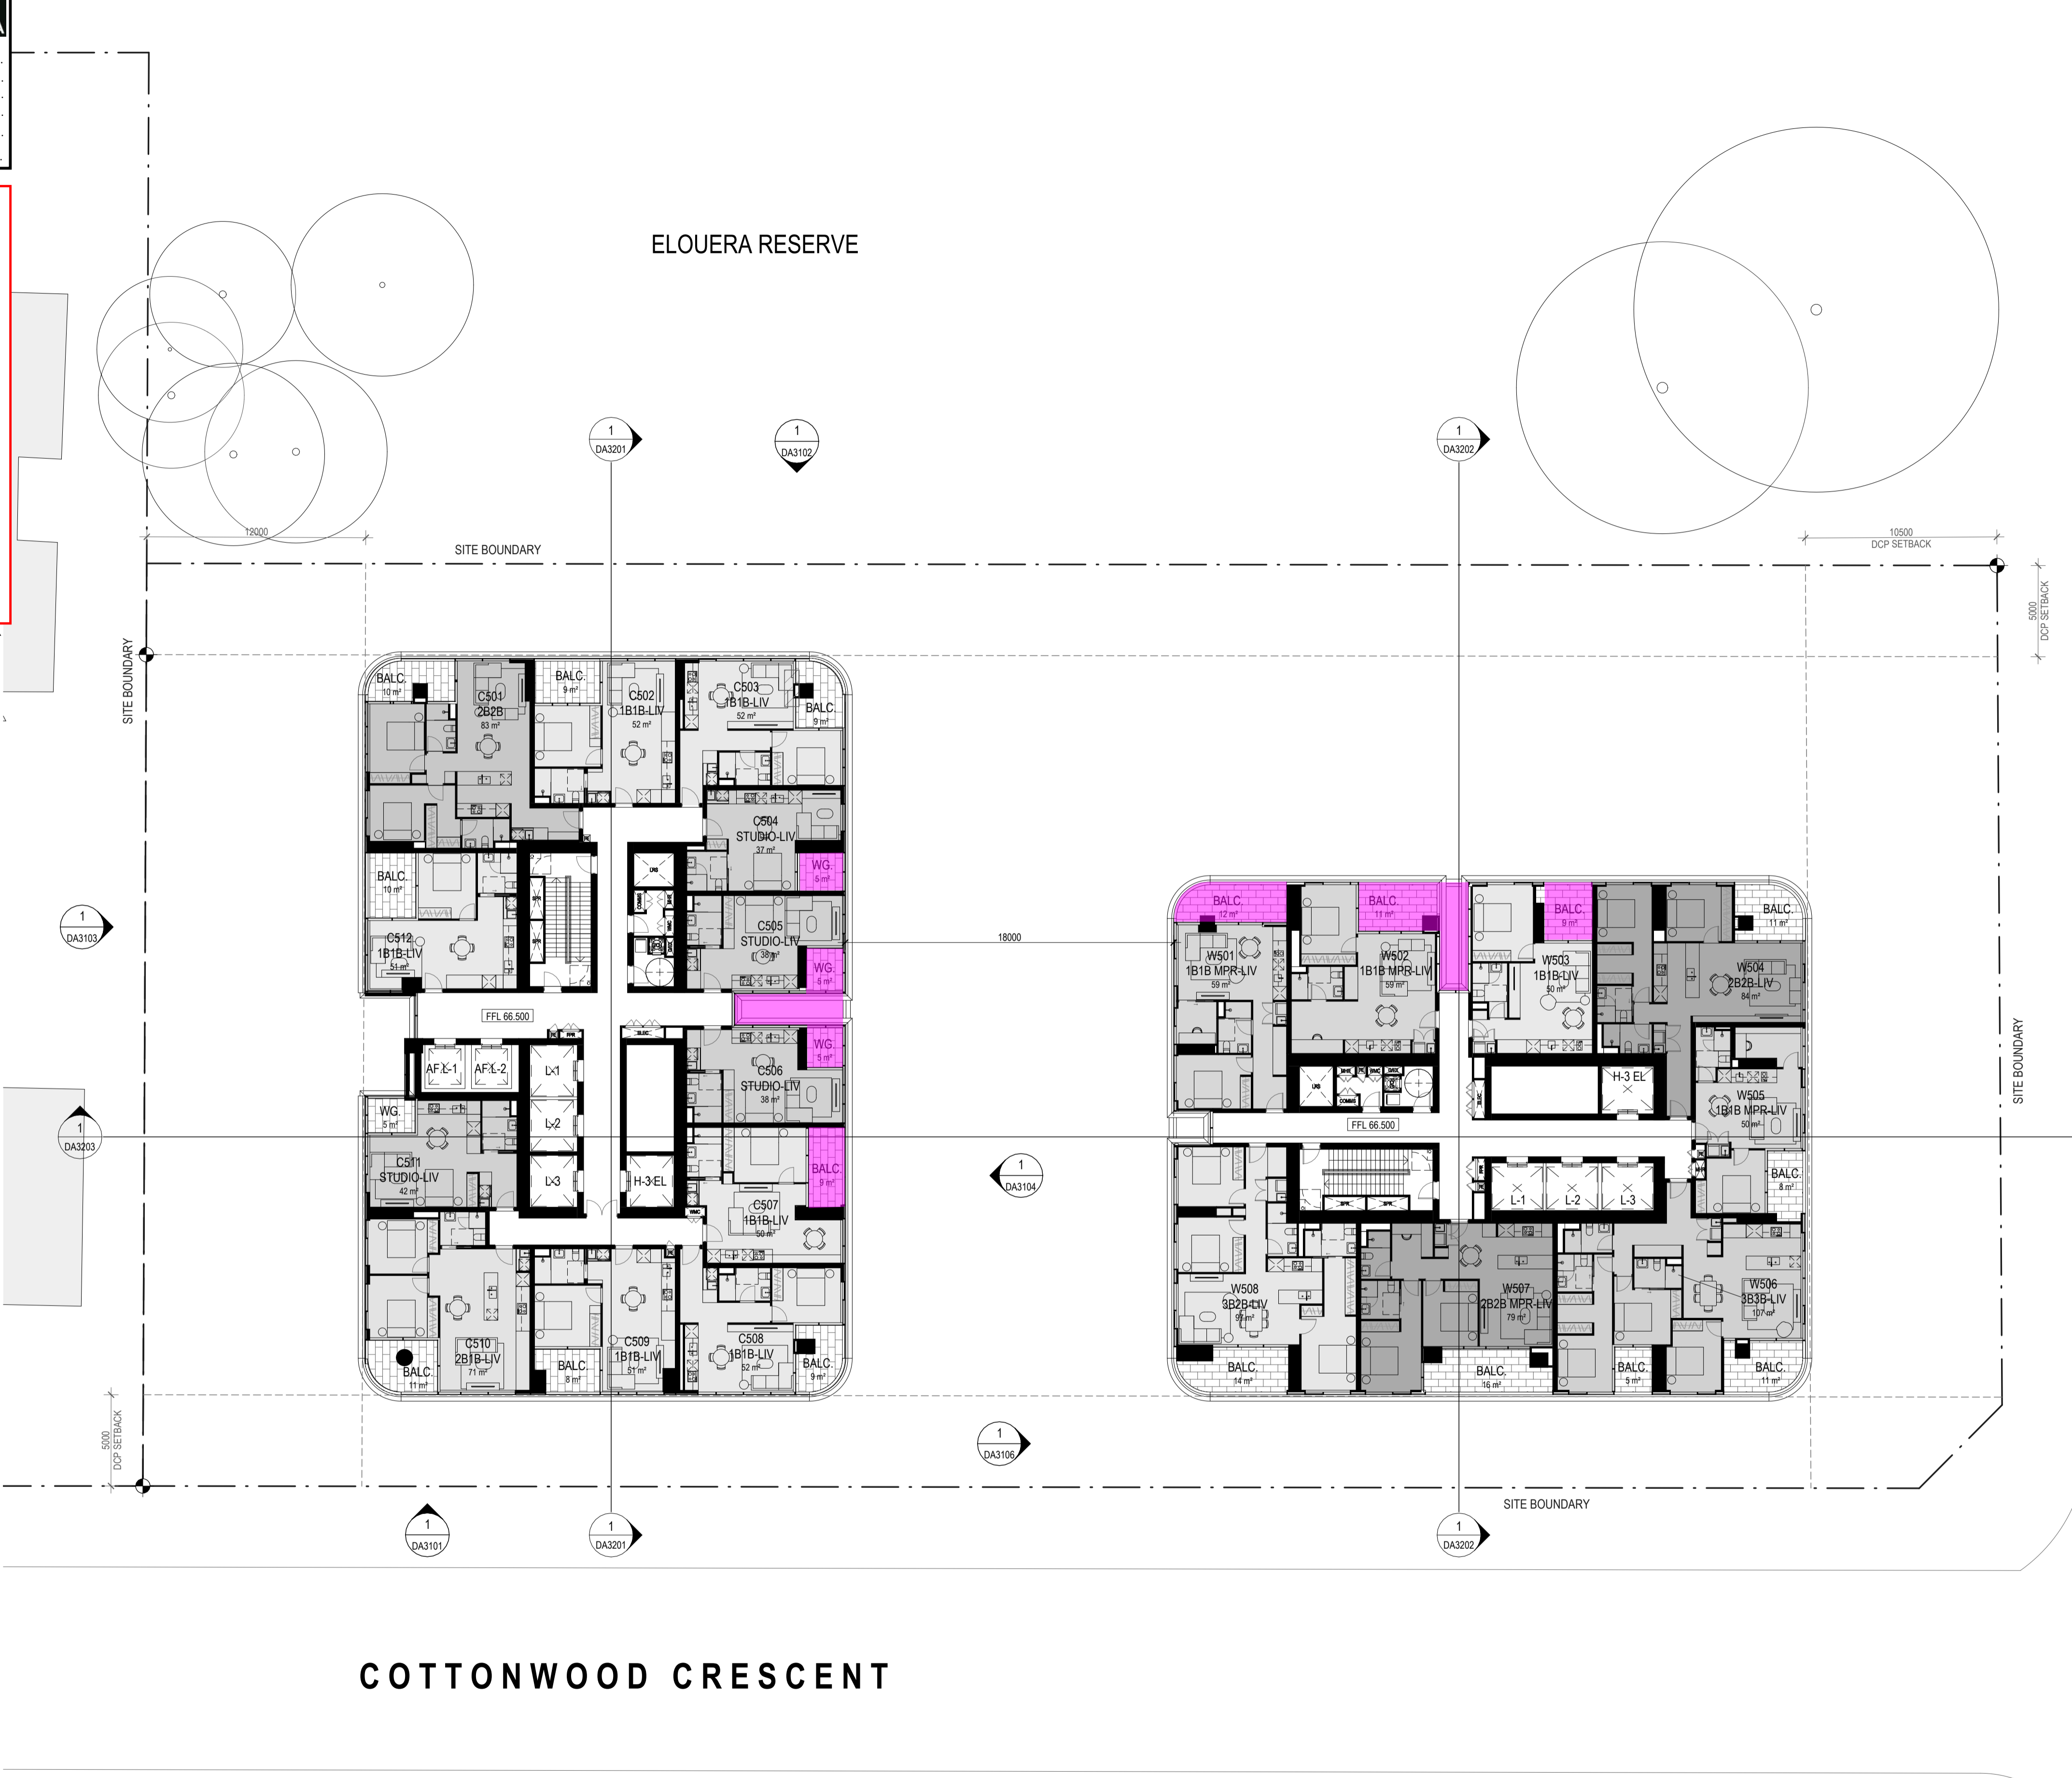 ELOUERA RESERVE
1
DA3201
1
DA3102
1
DA3202
12000
SITE BOUNDARY
10500
DCP SETBACK
5000
DCP SETBACK
SITE BOUNDARY
BALC.
10 m²
C501
2B2B
83 m²
BALC.
9 m²
C502
1B1B-LIV
52 m²
C503
1B1B-LIV
52 m²
BALC.
9 m²
C504
STUDIO-LIV
37 m²
WG.
5 m²
BALC.
10 m²
C512
1B1B-LIV
51 m²
SPR
SPR
COMMS
WMC
C505
STUDIO-LIV
38 m²
WG.
5 m²
1
DA3103
18000
FFL 66.500
ELEC
AF.L-1
AF.L-2
L-1
L-2
L-3
H-3 EL
WG.
5 m²
C506
STUDIO-LIV
38 m²
WG.
5 m²
C511
STUDIO-LIV
42 m²
BALC.
9 m²
C507
1B1B-LIV
50 m²
WMC
1
DA3203
1
DA3104
C510
2B1B-LIV
71 m²
BALC.
11 m²
C509
1B1B-LIV
51 m²
BALC.
8 m²
C508
1B1B-LIV
52 m²
BALC.
9 m²
BALC.
12 m²
BALC.
11 m²
BALC.
9 m²
BALC.
11 m²
W501
1B1B MPR-LIV
59 m²
W502
1B1B MPR-LIV
59 m²
W503
1B1B-LIV
50 m²
W504
2B2B-LIV
84 m²
H-3 EL
W505
1B1B MPR-LIV
50 m²
COMMS
WMC
ELEC
FFL 66.500
SPR
SPR
L-1
L-2
L-3
BALC.
8 m²
W508
3B2B-LIV
W507
2B2B MPR-LIV
79 m²
W506
3B3B-LIV
107 m²
BALC.
14 m²
BALC.
16 m²
BALC.
5 m²
BALC.
11 m²
SITE BOUNDARY
5000
DCP SETBACK
1
DA3106
1
DA3101
1
DA3201
1
DA3202
SITE BOUNDARY
COTTONWOOD CRESCENT